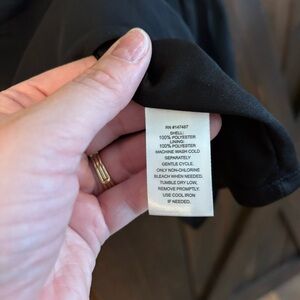 RN #147467
SHELL:
100% POLYESTER
LINING:
100% POLYESTER
MACHINE WASH COLD
SEPARATELY
GENTLE CYCLE.
ONLY NON-CHLORINE
BLEACH WHEN NEEDED.
TUMBLE DRY LOW.
REMOVE PROMPTLY.
USE COOL IRON
IF NEEDED.